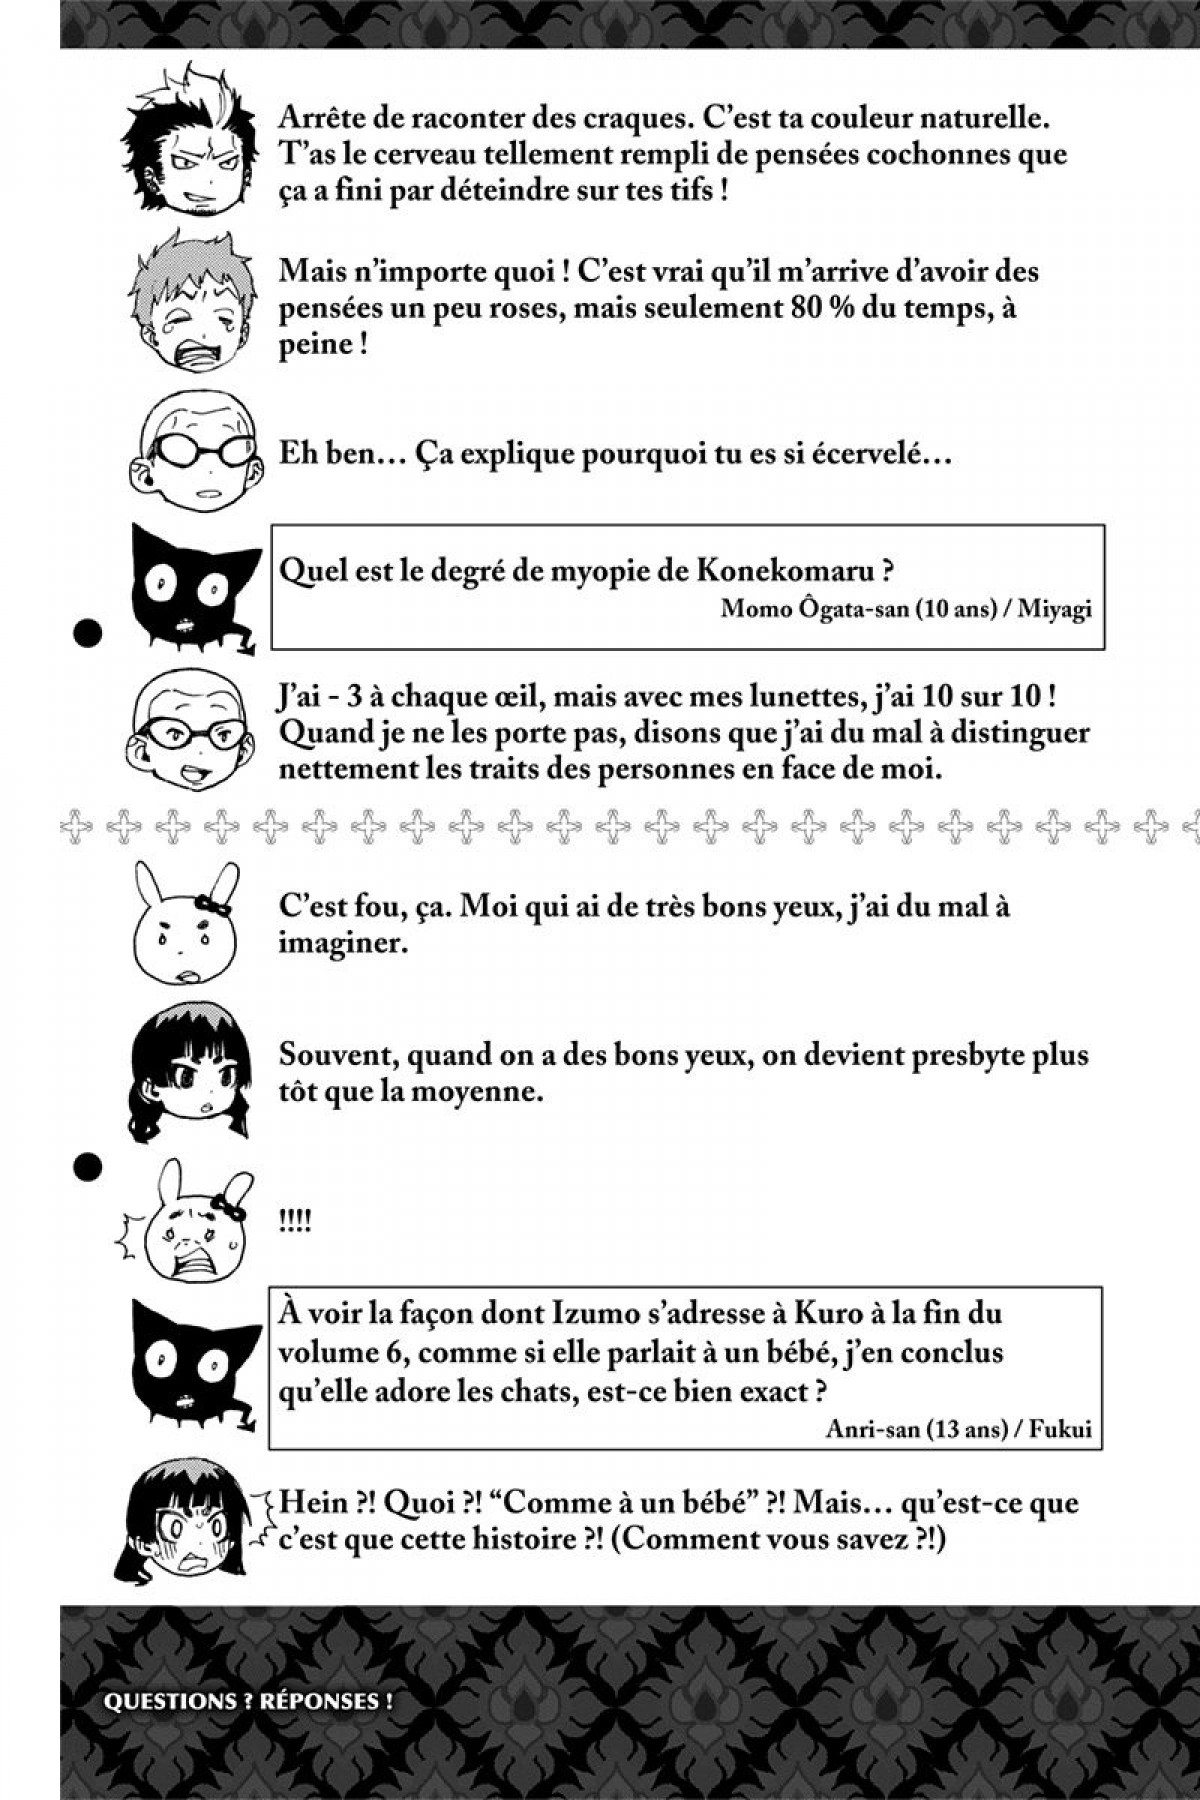 Arrête de raconter des craques. C’est ta couleur naturelle.
T’as le cerveau tellement rempli de pensées cochonnes que
ça a fini par déteindre sur tes tifs !
Mais n’importe quoi ! C’est vrai qu’il m’arrive d’avoir des
pensées un peu roses, mais seulement 80 % du temps, à
peine !
Eh ben… Ça explique pourquoi tu es si écervelé…
Quel est le degré de myopie de Konekomaru ?
Momo Ôgata-san (10 ans) / Miyagi
J’ai - 3 à chaque œil, mais avec mes lunettes, j’ai 10 sur 10 !
Quand je ne les porte pas, disons que j’ai du mal à distinguer
nettement les traits des personnes en face de moi.
C’est fou, ça. Moi qui ai de très bons yeux, j’ai du mal à
imaginer.
Souvent, quand on a des bons yeux, on devient presbyte plus
tôt que la moyenne.
!!!!
À voir la façon dont Izumo s’adresse à Kuro à la fin du
volume 6, comme si elle parlait à un bébé, j’en conclus
qu’elle adore les chats, est-ce bien exact ?
Anri-san (13 ans) / Fukui
Hein ?! Quoi ?! “Comme à un bébé” ?! Mais… qu’est-ce que
c’est que cette histoire ?! (Comment vous savez ?!)
QUESTIONS ? RÉPONSES !